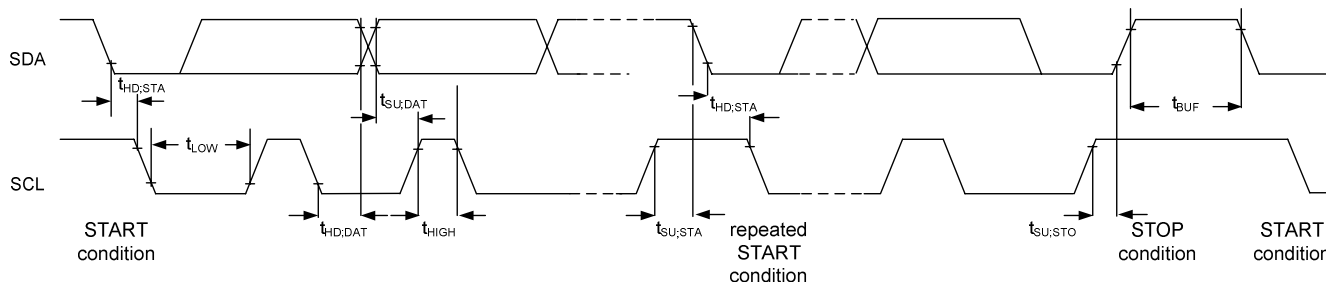 SDA
tHD;STA
tSU;DAT
tHD;STA
tBUF
tLOW
SCL
START
condition
tHD;DAT
tHIGH
tSU;STA
repeated
START
condition
tSU;STO
STOP
condition
START
condition